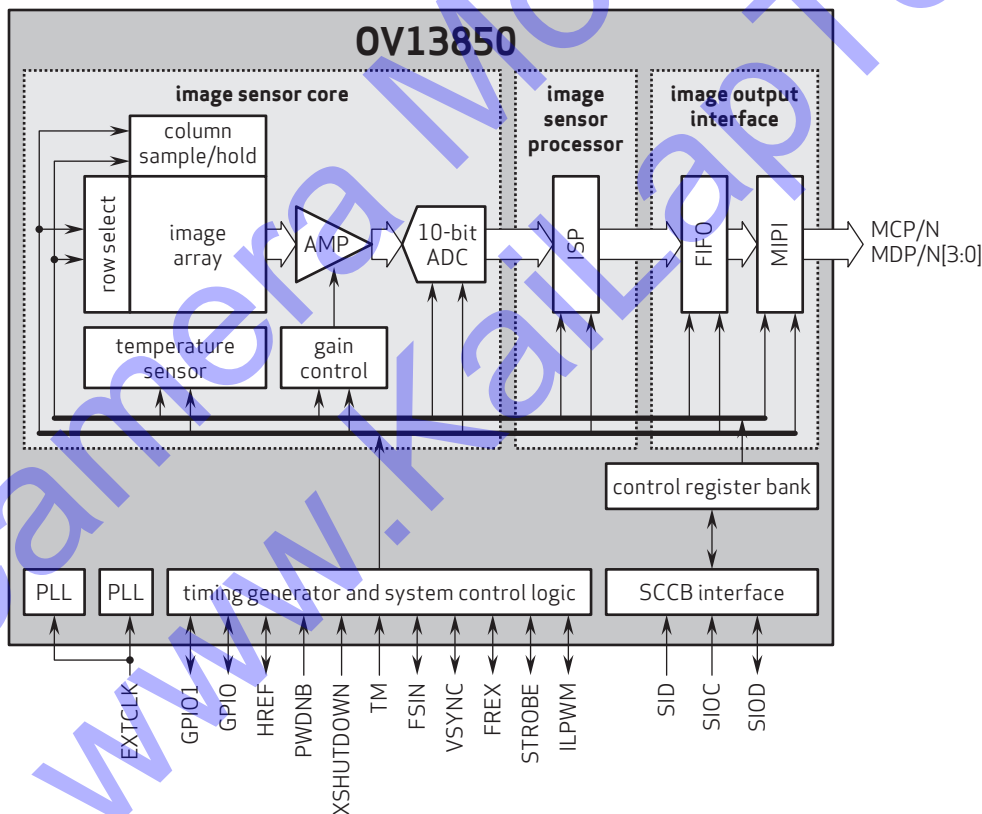 OV13850
image sensor core
image
sensor
processor
image output
interface
column
sample/hold
row select
image
array
AMP
10-bit
ADC
ISP
FIFO
MIPI
MCP/N
MDP/N[3:0]
temperature
sensor
gain
control
control register bank
PLL
PLL
timing generator and system control logic
SCCB interface
EXTCLK
GPIO1
GPIO
HREF
PWDNB
XSHUTDOWN
TM
FSIN
VSYNC
FREX
STROBE
ILPWM
SID
SIOC
SIOD
www.KaiLapT